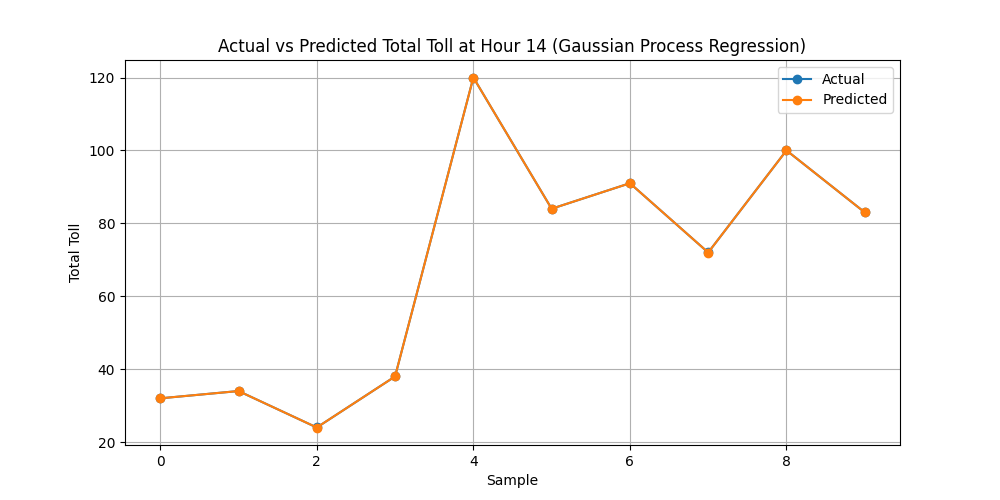 Actual vs Predicted Total Toll at Hour 14 (Gaussian Process Regression)
Actual
Predicted
120
100
80
60
40
20
Total Toll
0 2 4 6 8
Sample